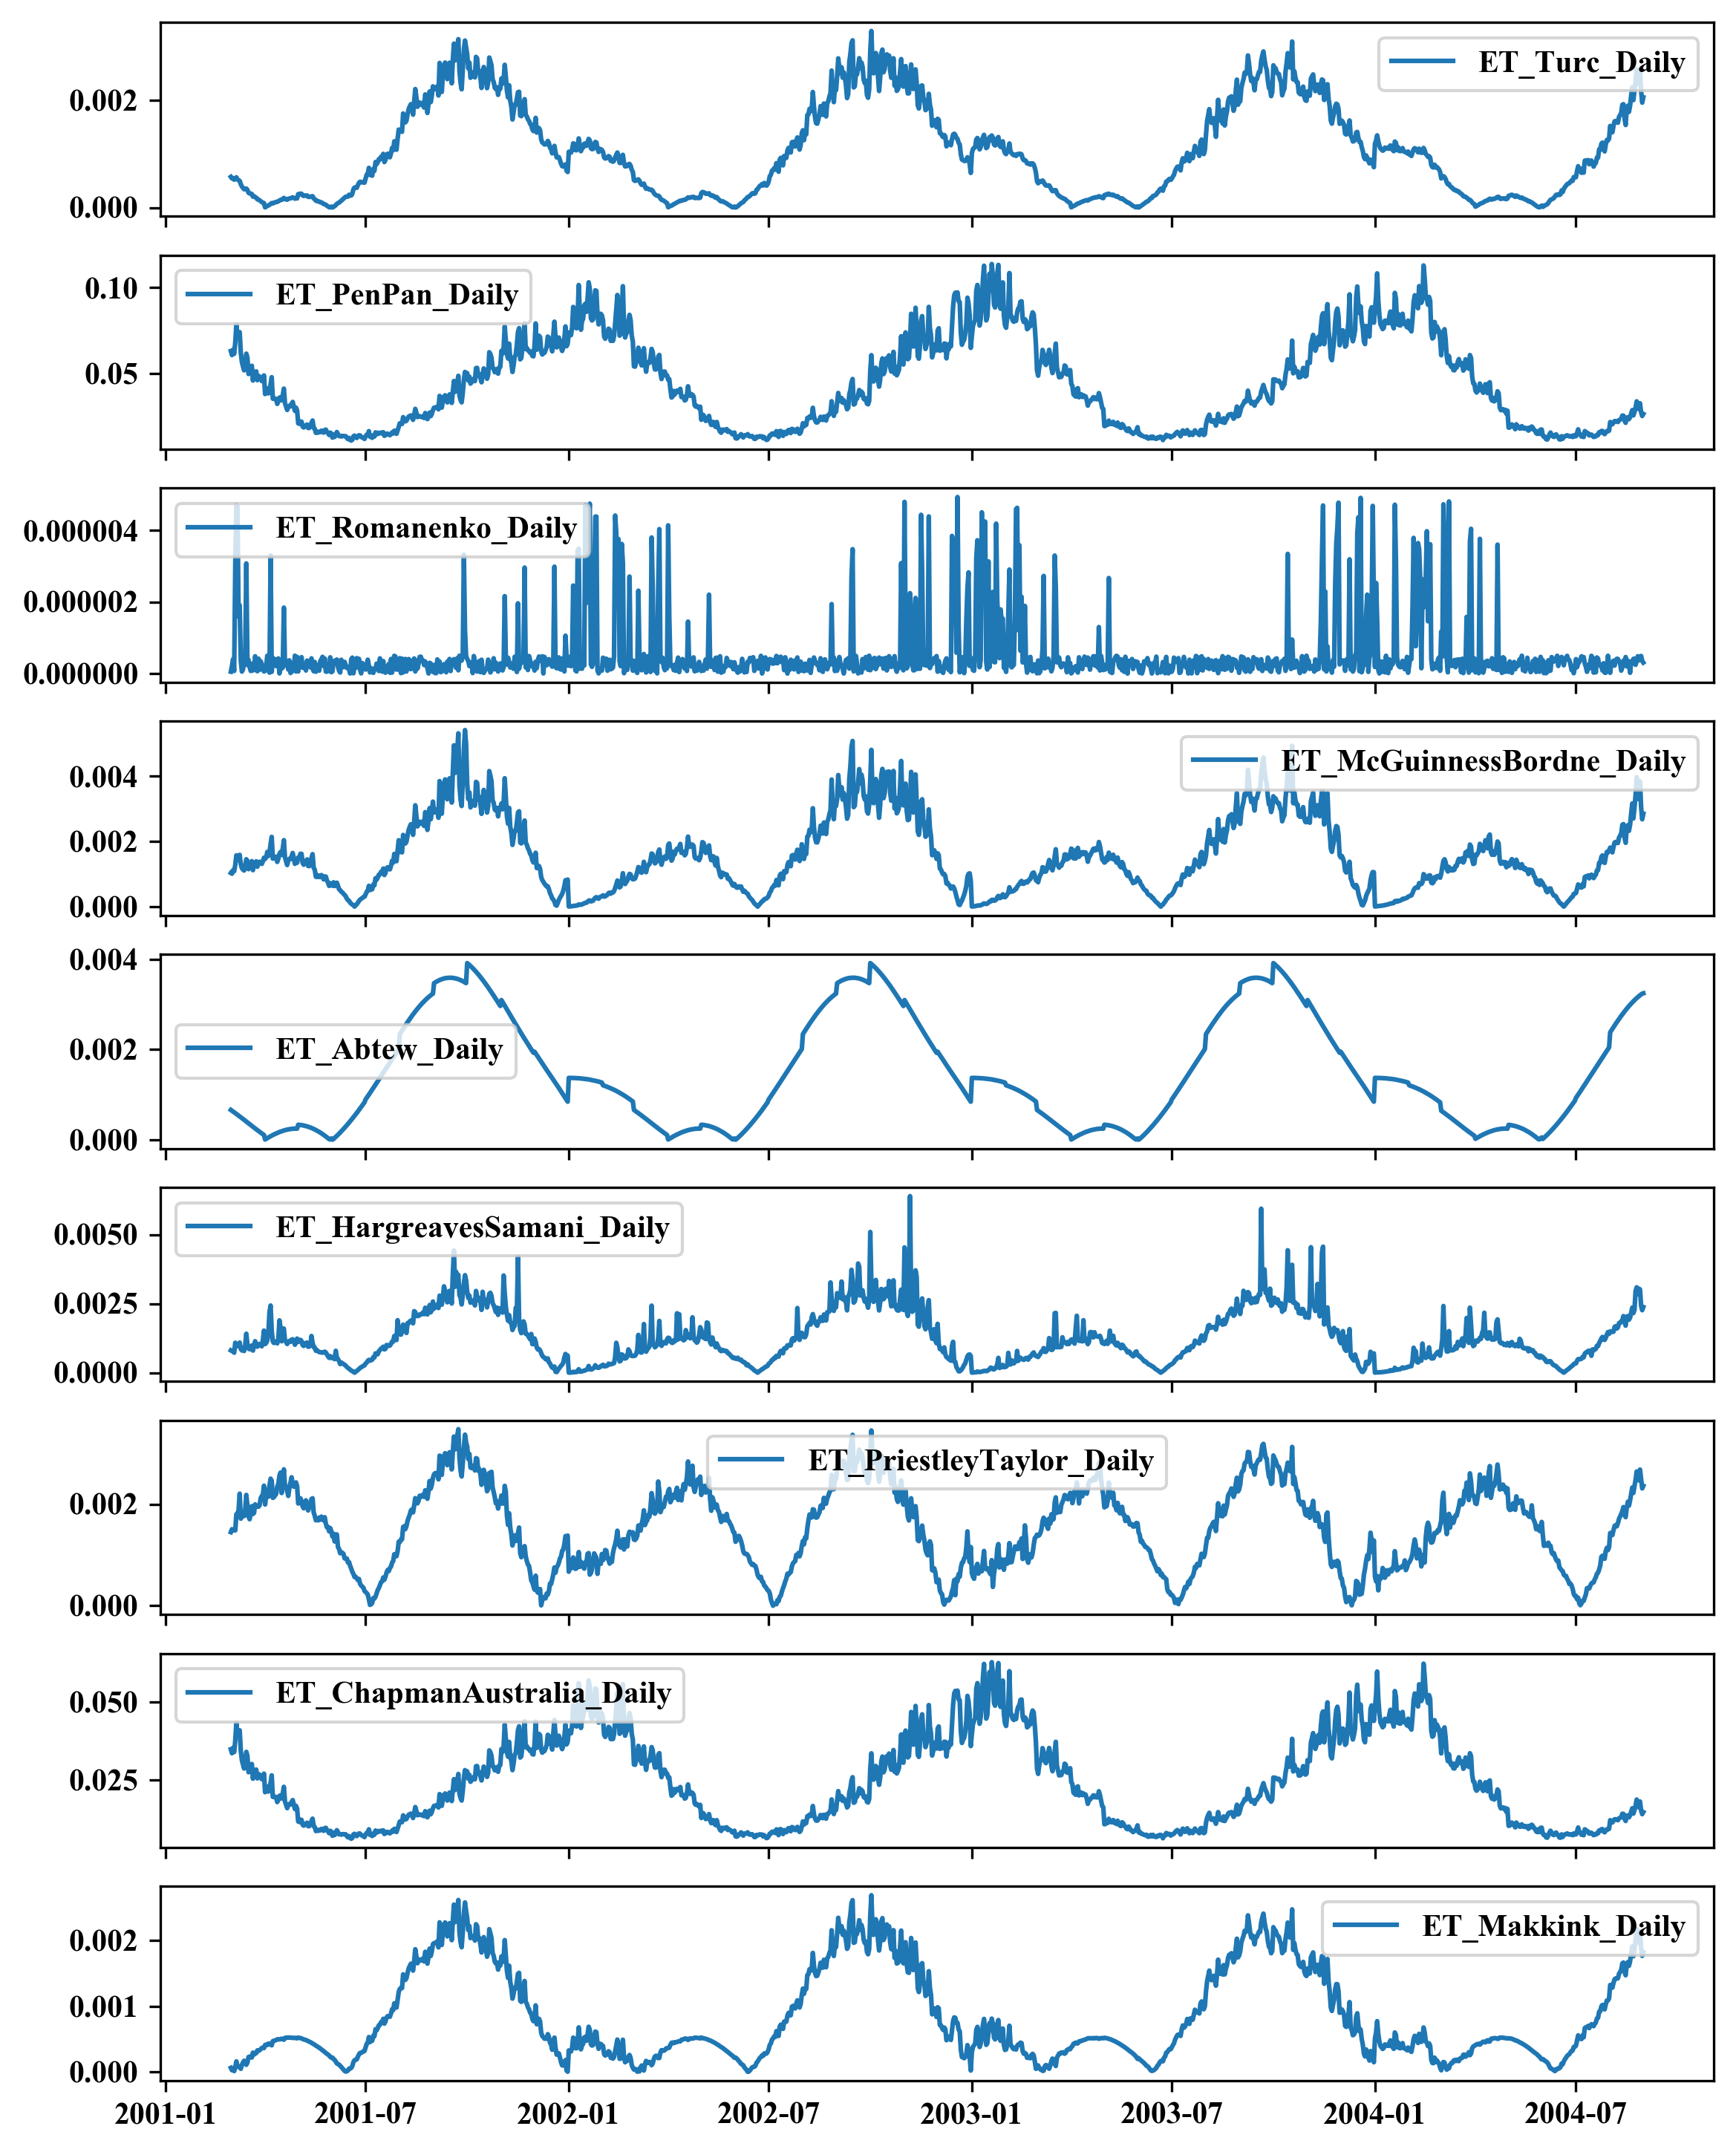 ET_Turc_Daily
0.002
0.000
ET_PenPan_Daily
0.10
0.05
ET_Romanenko_Daily
0.000004
0.000002
0.000000
ET_McGuinnessBordne_Daily
0.004
0.002
0.000
0.004
ET_Abtew_Daily
0.002
0.000
ET_HargreavesSamani_Daily
0.0050
0.0025
0.0000
ET_PriestleyTaylor_Daily
0.002
0.000
ET_ChapmanAustralia_Daily
0.050
0.025
ET_Makkink_Daily
0.002
0.001
0.000
2001-01 2001-07 2002-01 2002-07 2003-01 2003-07 2004-01 2004-07